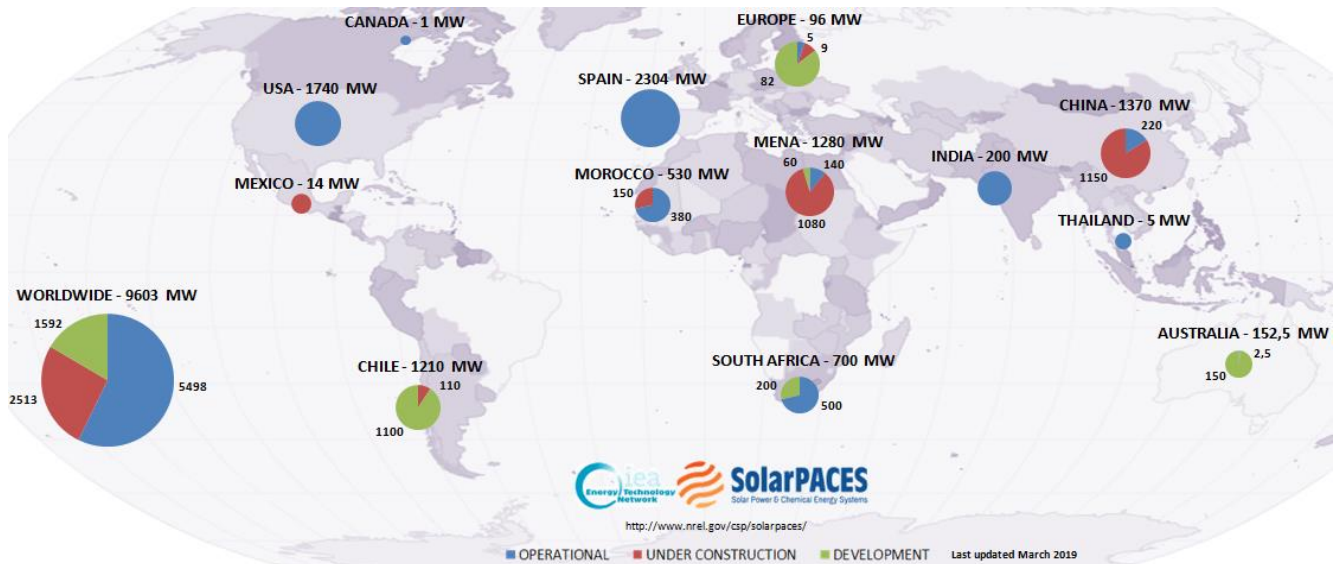 CANADA - 1 MW
EUROPE - 96 MW
5
9
82
USA - 1740 MW
SPAIN - 2304 MW
CHINA - 1370 MW
220
1150
MENA - 1280 MW
60
140
1080
INDIA - 200 MW
MEXICO - 14 MW
MOROCCO - 530 MW
150
380
THAILAND - 5 MW
WORLDWIDE - 9603 MW
1592
2513
5498
CHILE - 1210 MW
110
1100
SOUTH AFRICA - 700 MW
200
500
AUSTRALIA - 152,5 MW
2,5
150
iea
Energy Technology
Network
SolarPACES
Solar Power & Chemical Energy Systems
http://www.nrel.gov/csp/solarpaces/
OPERATIONAL UNDER CONSTRUCTION DEVELOPMENT Last updated March 2019